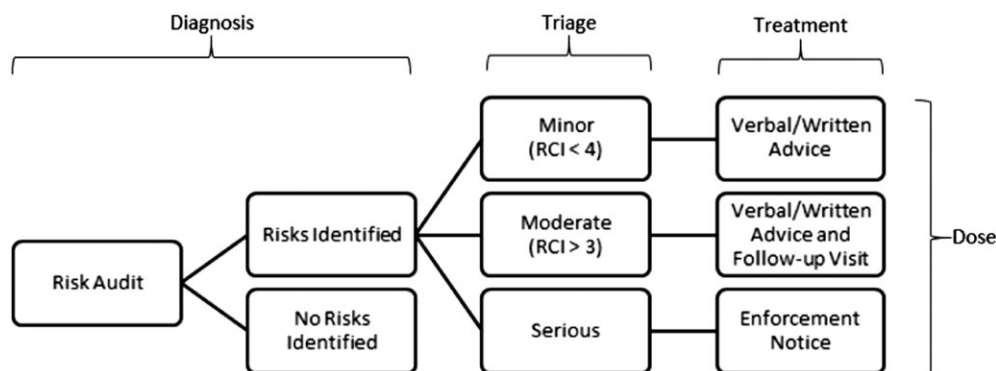 Diagnosis
Triage
Treatment
Risk Audit
Risks Identified
No Risks
Identified
Minor
(RCI < 4)
Moderate
(RCI > 3)
Serious
Verbal/Written
Advice
Verbal/Written
Advice and
Follow-up Visit
Enforcement
Notice
Dose